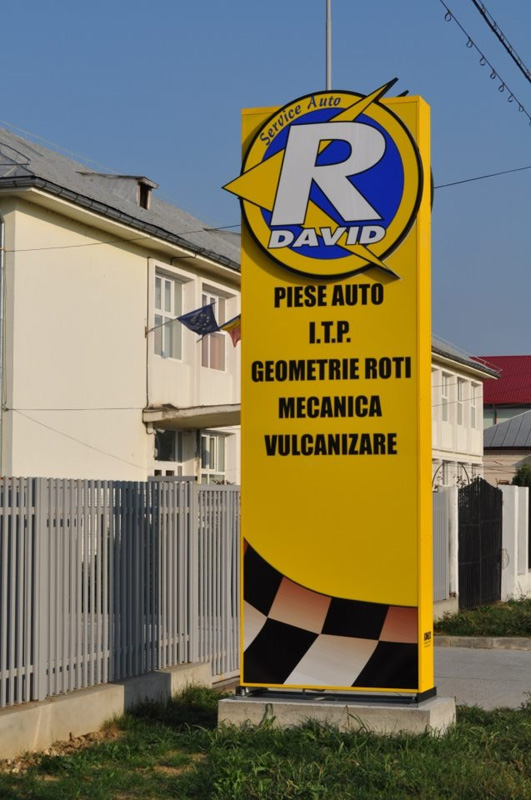 Service Auto
R
DAVID
PIESE AUTO
I.T.P.
GEOMETRIE ROTI
MECANICA
VULCANIZARE